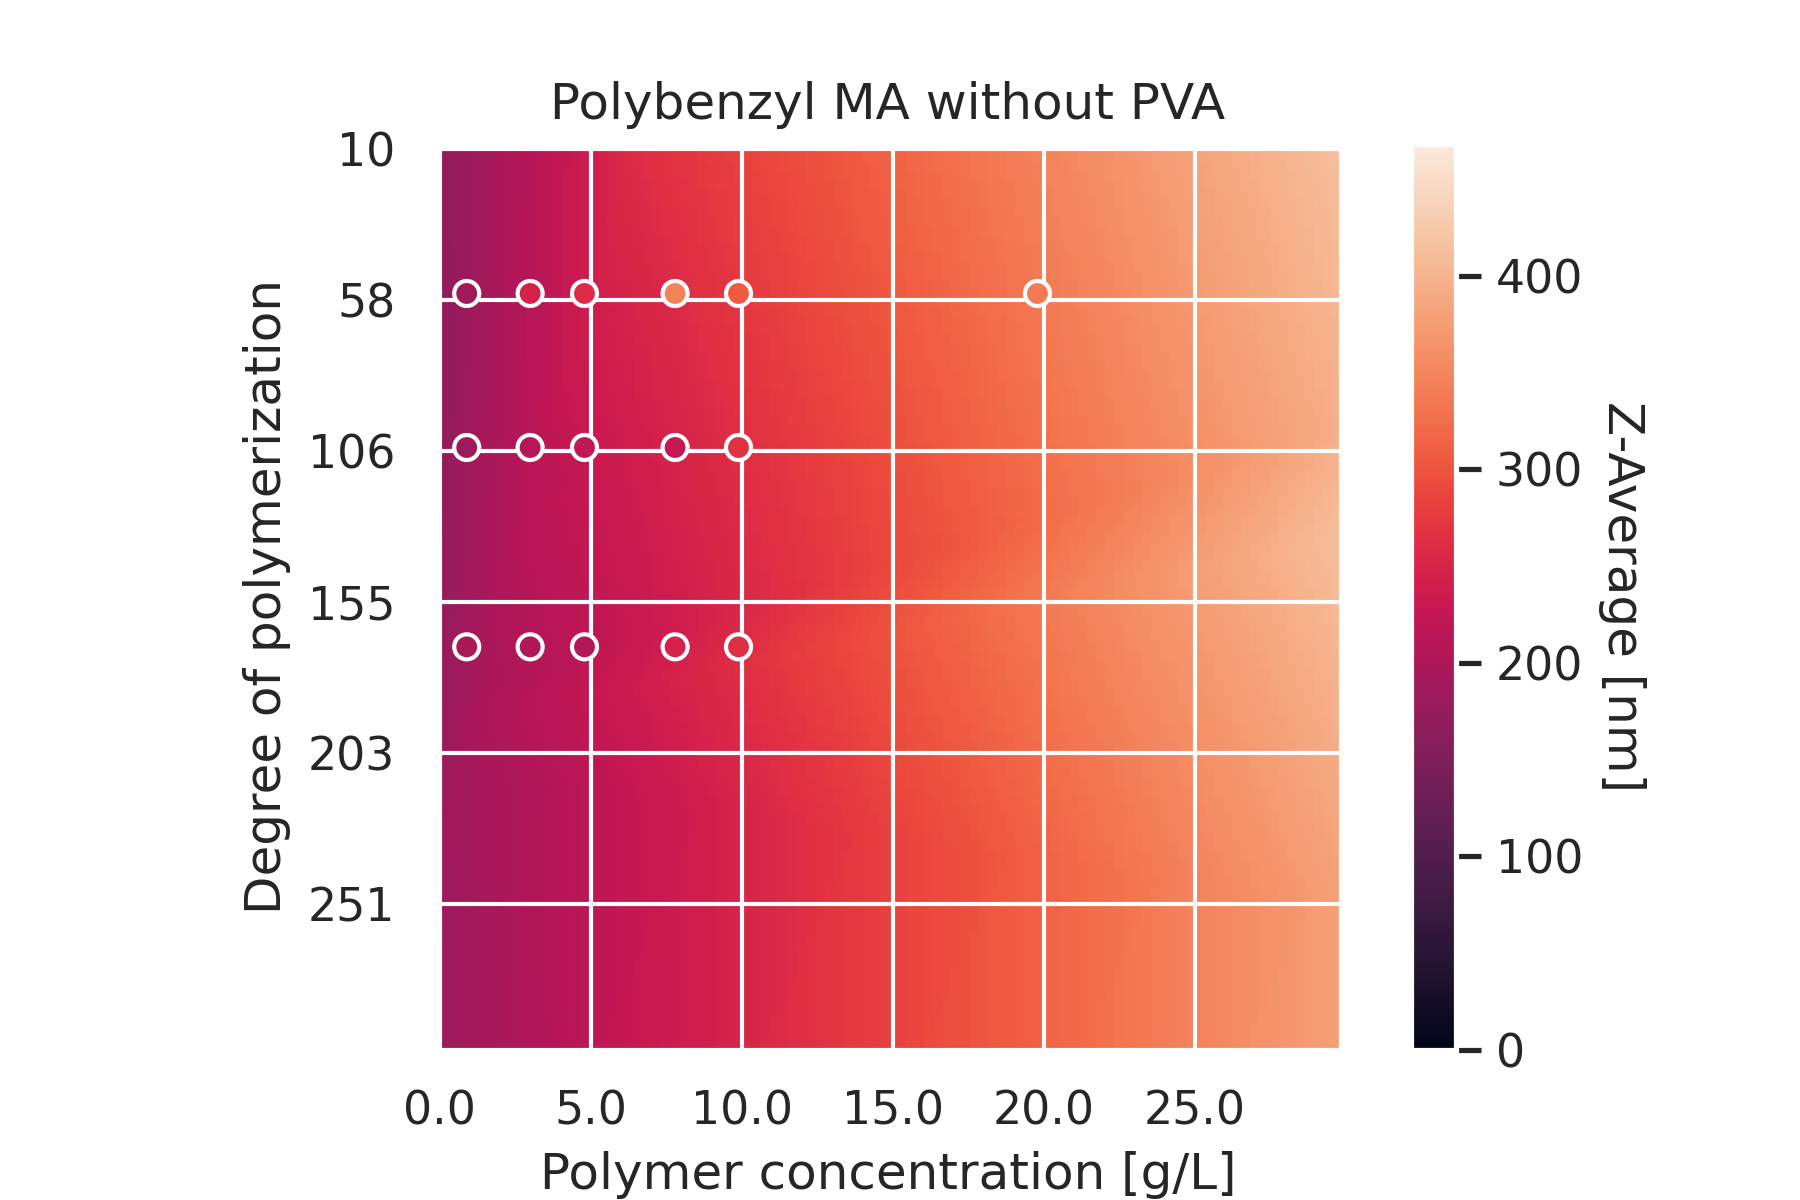 Polybenzyl MA without PVA
10
58
106
155
203
251
Degree of polymerization
0.0 5.0 10.0 15.0 20.0 25.0
Polymer concentration [g/L]
400
300
200
100
0
Z-Average [nm]